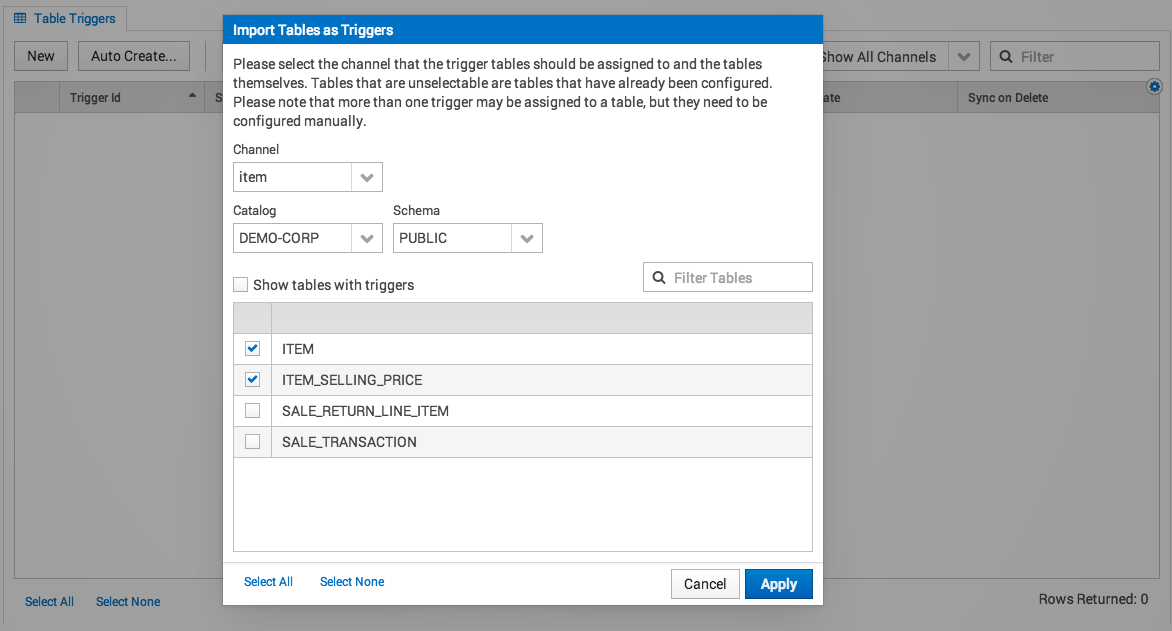 Table Triggers
New
Auto Create...
Show All Channels
Filter
Trigger Id
Sync on Delete
Import Tables as Triggers
Please select the channel that the trigger tables should be assigned to and the tables
themselves. Tables that are unselectable are tables that have already been configured.
Please note that more than one trigger may be assigned to a table, but they need to be
configured manually.
Channel
item
Catalog
Schema
DEMO-CORP
PUBLIC
Show tables with triggers
Filter Tables
ITEM
ITEM_SELLING_PRICE
SALE_RETURN_LINE_ITEM
SALE_TRANSACTION
Select All
Select None
Cancel
Apply
Select All
Select None
Rows Returned: 0